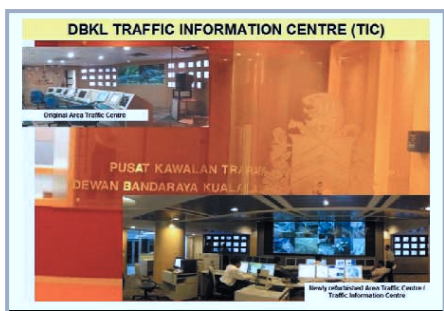 DBKL TRAFFIC INFORMATION CENTRE (TIC)
Original Area Traffic Centre
PUSAT KAWALAN
DEWAN BANDARAYA KUALA
Newly refurbished Area Traffic Centre /
Traffic Information Centre